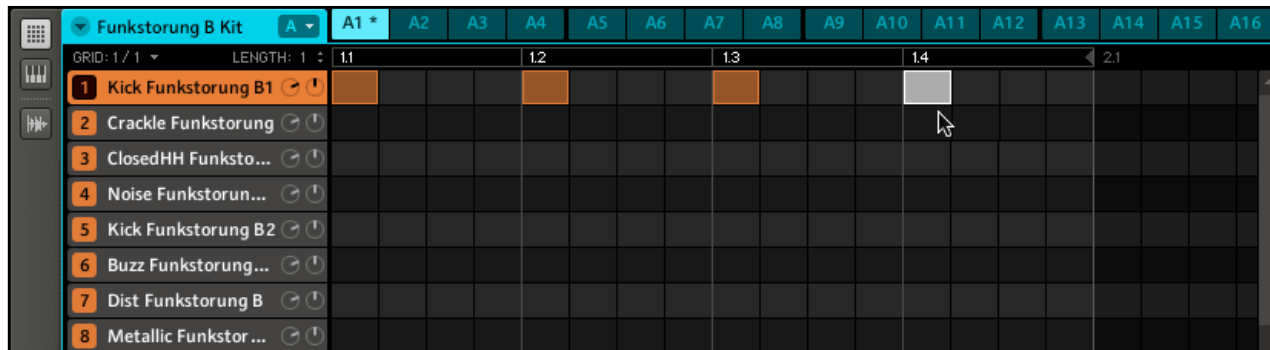 Funkstorung B Kit A A1 * A2 A3 A4 A5 A6 A7 A8 A9 A10 A11 A12 A13 A14 A15 A16
GRID: 1 / 1 LENGTH: 1 1.1 1.2 1.3 1.4 2.1
1 Kick Funkstorung B1
2 Crackle Funkstorung
3 ClosedHH Funksto...
4 Noise Funkstorun...
5 Kick Funkstorung B2
6 Buzz Funkstorung...
7 Dist Funkstorung B
8 Metallic Funkstor...